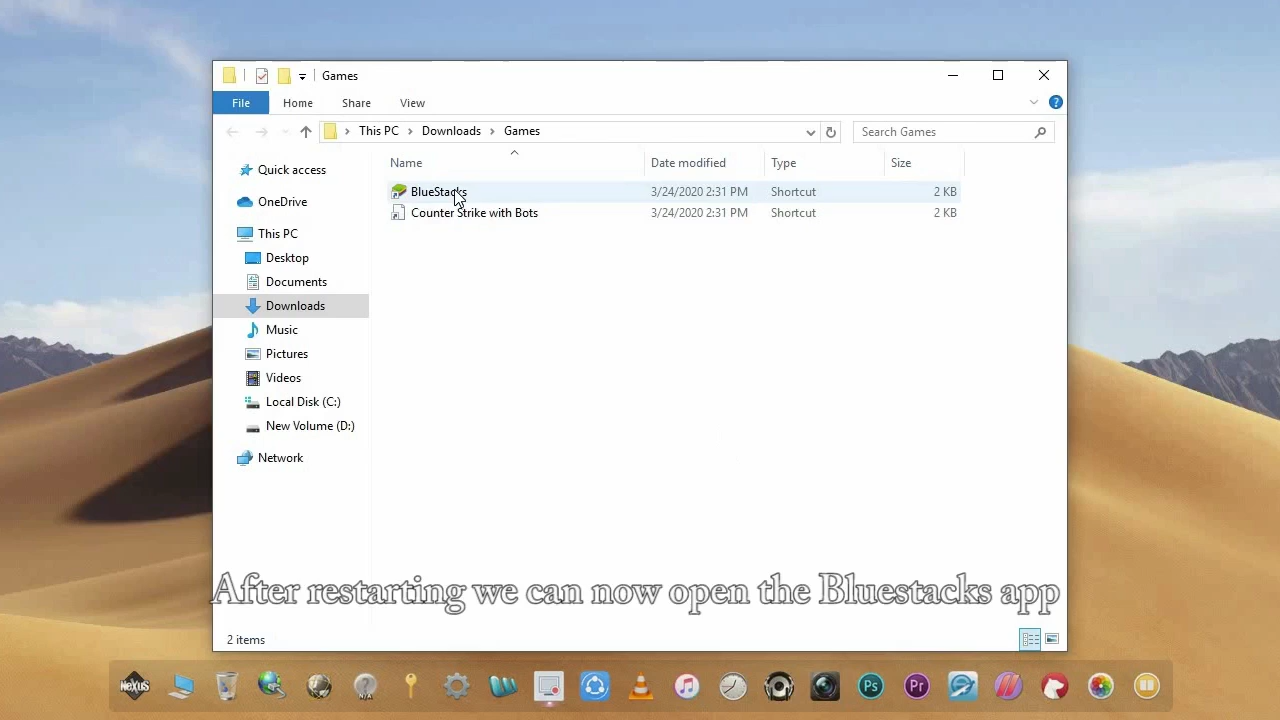 Games
File
Home
Share
View
This PC
Downloads
Games
Search Games
Name
Date modified
Type
Size
Quick access
OneDrive
This PC
Desktop
Documents
Downloads
Music
Pictures
Videos
Local Disk (C:)
New Volume (D:)
Network
BlueStacks 3/24/2020 2:31 PM Shortcut 2 KB
Counter Strike with Bots 3/24/2020 2:31 PM Shortcut 2 KB
After restarting we can now open the Bluestacks app
2 items
NEXUS
N/A
Ps
Pr